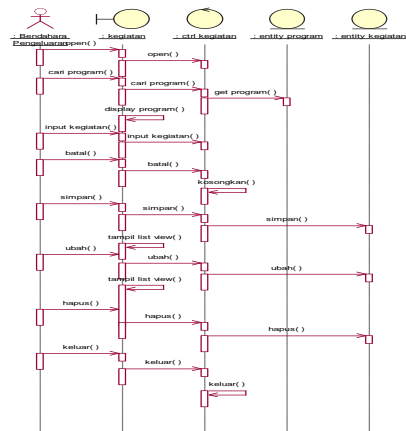 : Bendahara
Pengeluaran
: kegiatan
: ctrl kegiatan
: entity program
: entity kegiatan
open( )
open( )
cari program( )
cari program( )
get program( )
display program( )
input kegiatan( )
input kegiatan( )
batal( )
batal( )
kosongkan( )
simpan( )
simpan( )
simpan( )
tampil list view( )
ubah( )
ubah( )
ubah( )
tampil list view( )
hapus( )
hapus( )
hapus( )
keluar( )
keluar( )
keluar( )